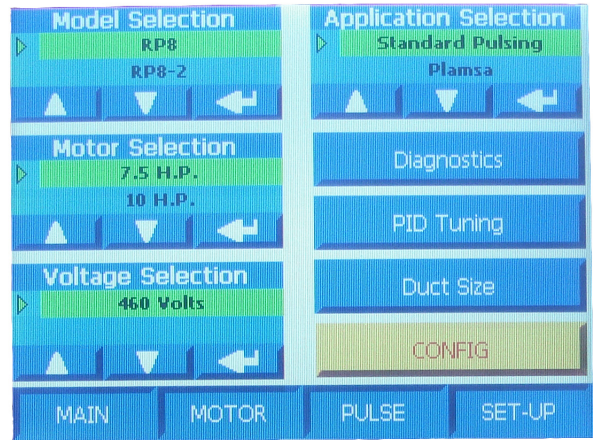 Model Selection
RP8
RP8-2
Application Selection
Standard Pulsing
Plamsa
Motor Selection
7.5 H.P.
10 H.P.
Diagnostics
PID Tuning
Voltage Selection
460 Volts
Duct Size
CONFIG
MAIN
MOTOR
PULSE
SET-UP